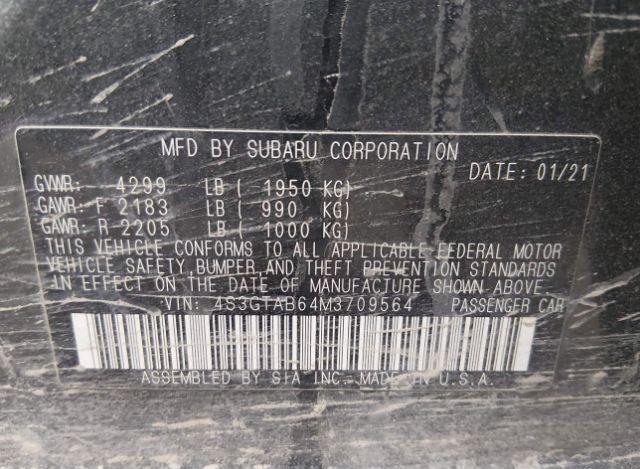 MFD BY SUBARU CORPORATION
DATE: 01/21
GVWR: 4299 LB ( 1950 KG)
GAWR: F 2183 LB ( 990 KG)
GAWR: R 2205 LB ( 1000 KG)
THIS VEHICLE CONFORMS TO ALL APPLICABLE FEDERAL MOTOR
VEHICLE SAFETY, BUMPER AND THEFT PREVENTION STANDARDS
IN EFFECT ON THE DATE OF MANUFACTURE SHOWN ABOVE.
VIN: 4S3GTAB64M3709564 PASSENGER CAR
ASSEMBLED BY SIA INC. MADE IN U.S.A.